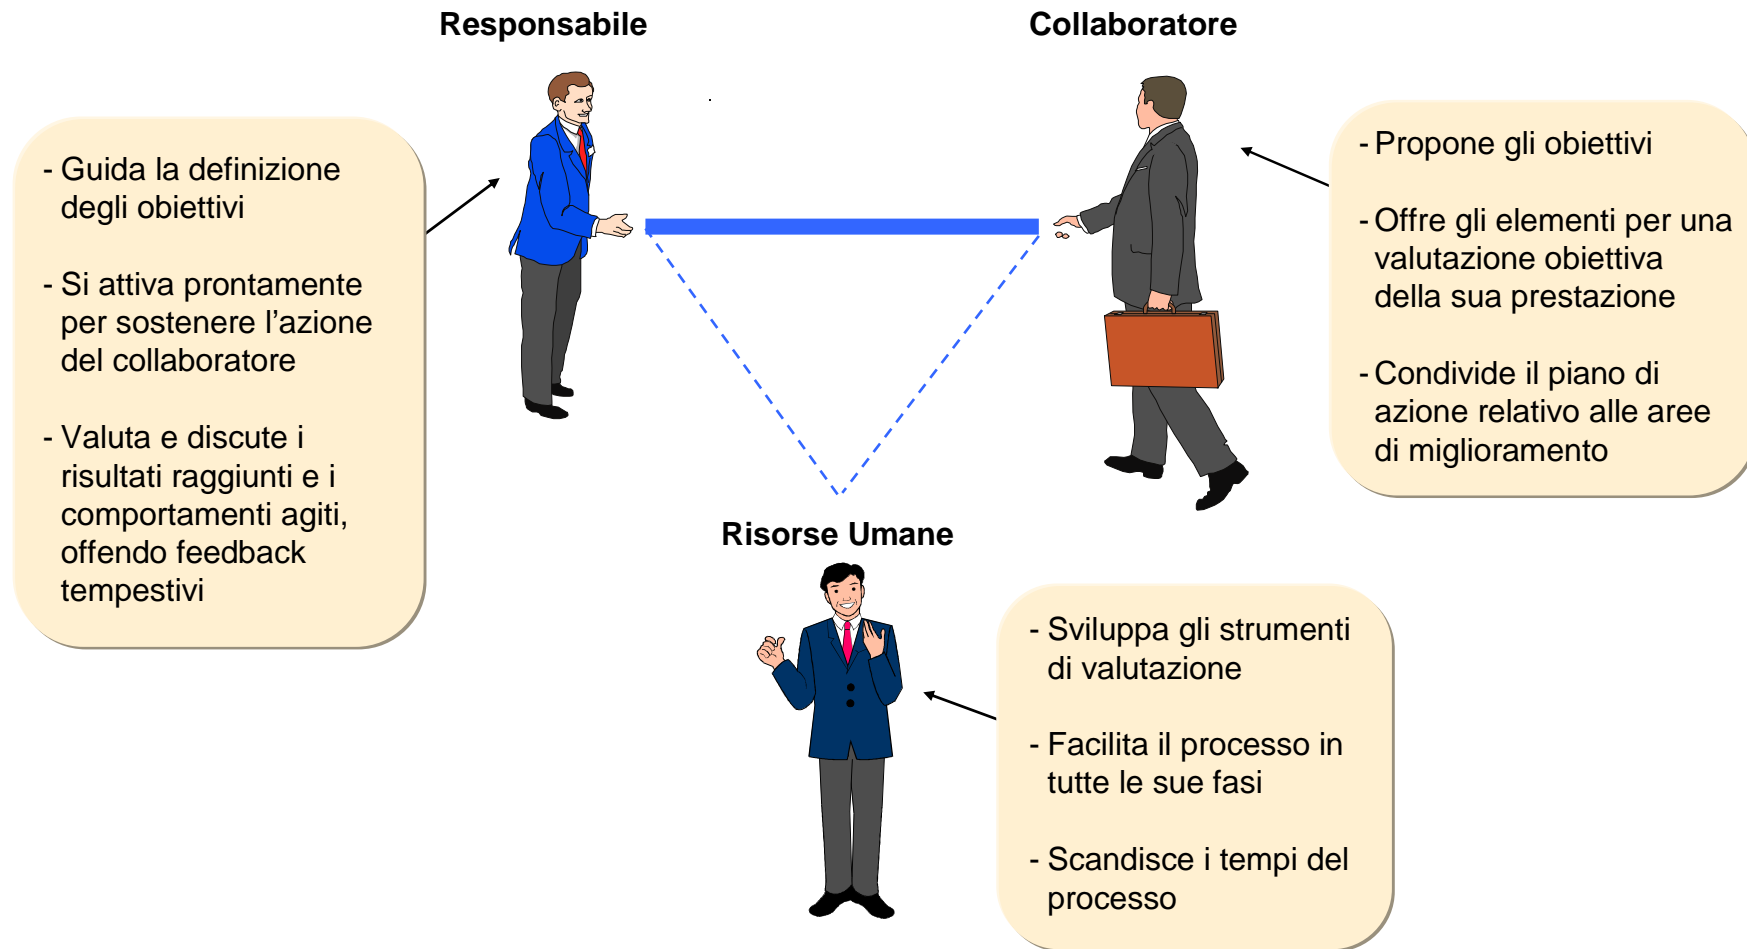 Responsabile
Collaboratore
- Guida la definizione
degli obiettivi
- Si attiva prontamente
per sostenere l’azione
del collaboratore
- Valuta e discute i
risultati raggiunti e i
comportamenti agiti,
offendo feedback
tempestivi
- Propone gli obiettivi
- Offre gli elementi per una
valutazione obiettiva
della sua prestazione
- Condivide il piano di
azione relativo alle aree
di miglioramento
Risorse Umane
- Sviluppa gli strumenti
di valutazione
- Facilita il processo in
tutte le sue fasi
- Scandisce i tempi del
processo